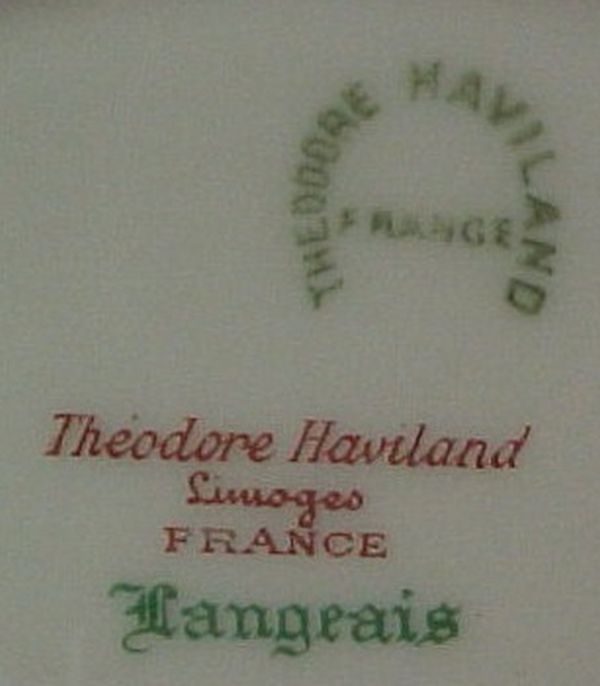 THEODORE HAVILAND
FRANCE
Théodore Haviland
Limoges
FRANCE
Langeais